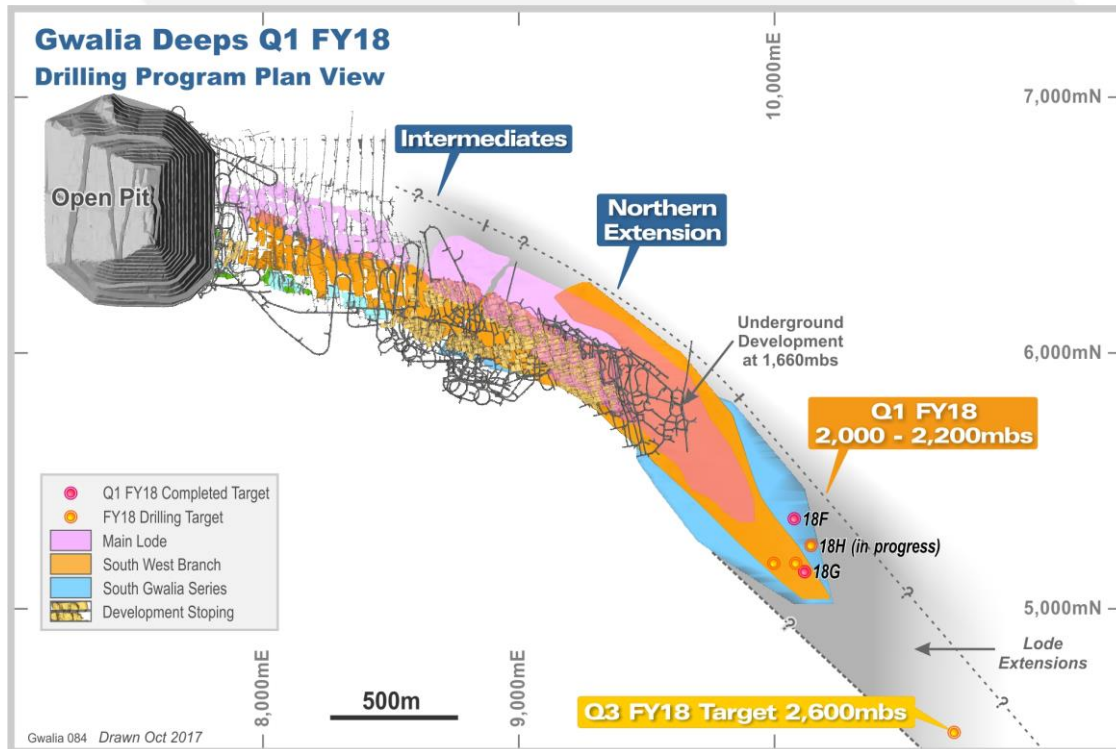 Gwalia Deeps Q1 FY18
Drilling Program Plan View
10,000mE
7,000mN
Intermediates
Open Pit
Northern
Extension
Underground
Development
at 1,660mbs
6,000mN
Q1 FY18
2,000 - 2,200mbs
Q1 FY18 Completed Target
FY18 Drilling Target
Main Lode
South West Branch
South Gwalia Series
Development Stoping
18F
18H (in progress)
18G
5,000mN
Lode
Extensions
8,000mE
9,000mE
500m
Q3 FY18 Target 2,600mbs
Gwalia 084 Drawn Oct 2017
?
?
?
?
?
?